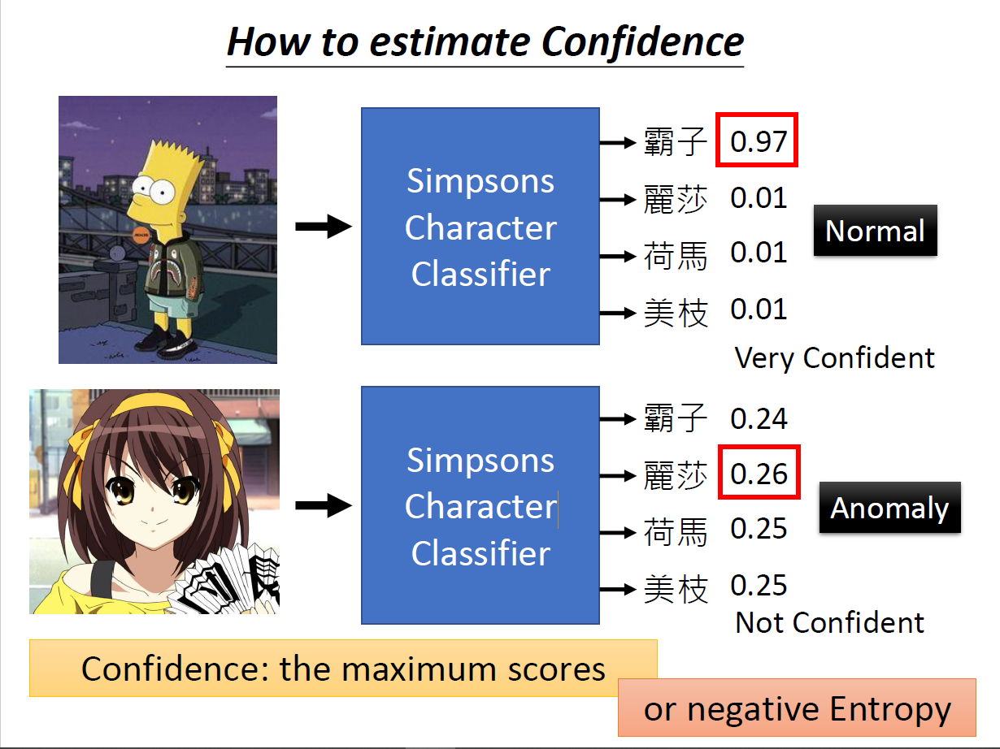 How to estimate Confidence
Simpsons
Character
Classifier
霸子 0.97
麗莎 0.01
荷馬 0.01
美枝 0.01
Normal
Very Confident
Simpsons
Character
Classifier
霸子 0.24
麗莎 0.26
荷馬 0.25
美枝 0.25
Anomaly
Not Confident
Confidence: the maximum scores
or negative Entropy